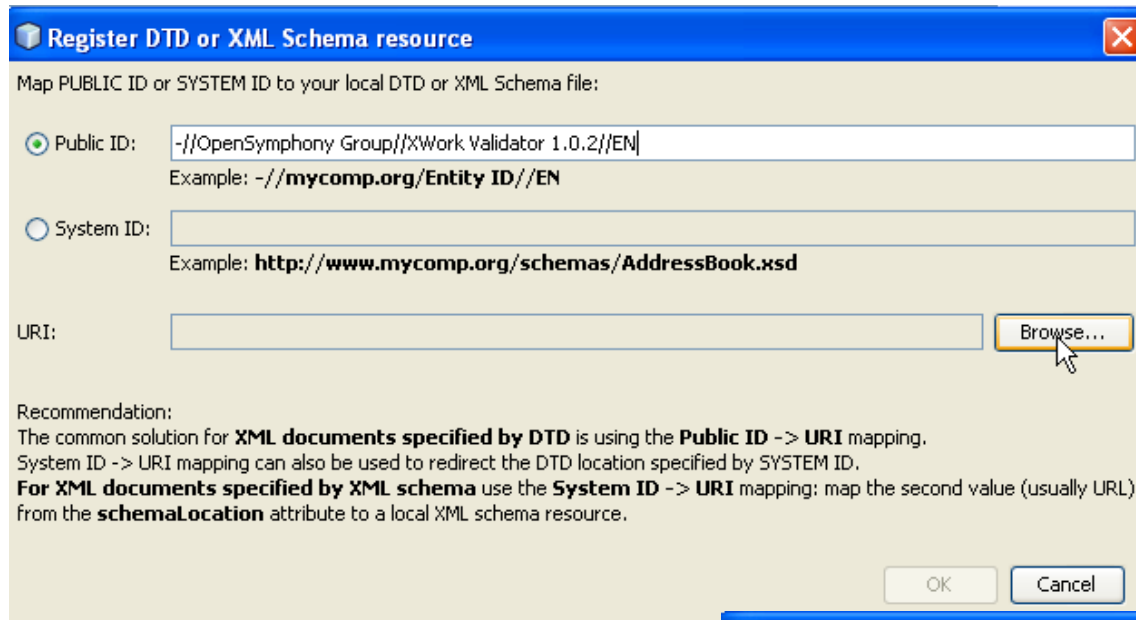 Register DTD or XML Schema resource
Map PUBLIC ID or SYSTEM ID to your local DTD or XML Schema file:
Public ID: -//OpenSymphony Group//XWork Validator 1.0.2//EN
Example: -//mycomp.org/Entity ID//EN
System ID:
Example: http://www.mycomp.org/schemas/AddressBook.xsd
URI: Browse...
Recommendation:
The common solution for XML documents specified by DTD is using the Public ID -> URI mapping.
System ID -> URI mapping can also be used to redirect the DTD location specified by SYSTEM ID.
For XML documents specified by XML schema use the System ID -> URI mapping: map the second value (usually URL)
from the schemaLocation attribute to a local XML schema resource.
OK Cancel